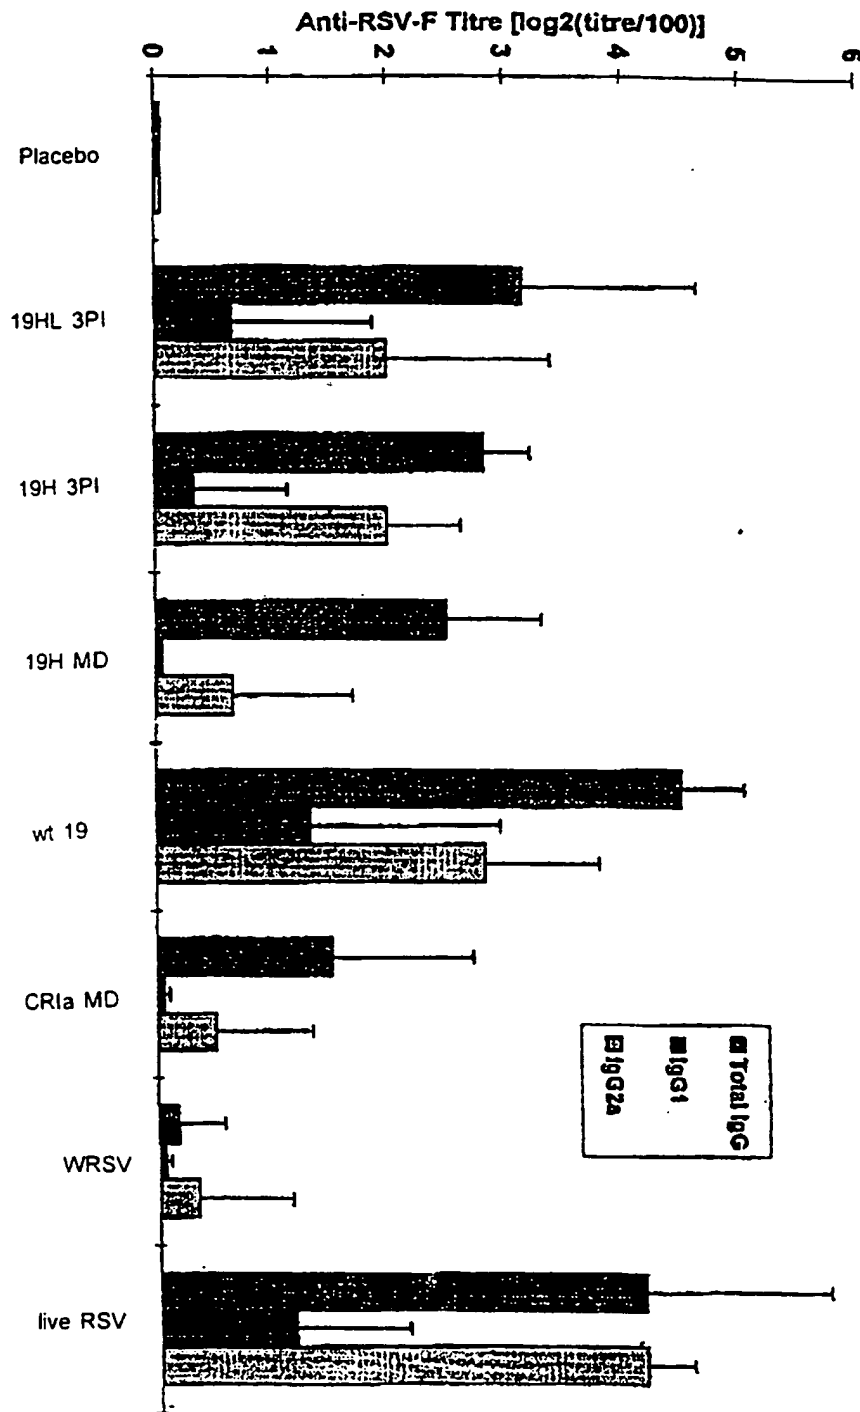 Anti-RSV-F Titre [log2(titre/100)]
0 1 2 3 4 5 6
Placebo
19HL 3PI
19H 3PI
19H MD
wt 19
CRIa MD
WRSV
live RSV
Total IgG
IgG1
IgG2a